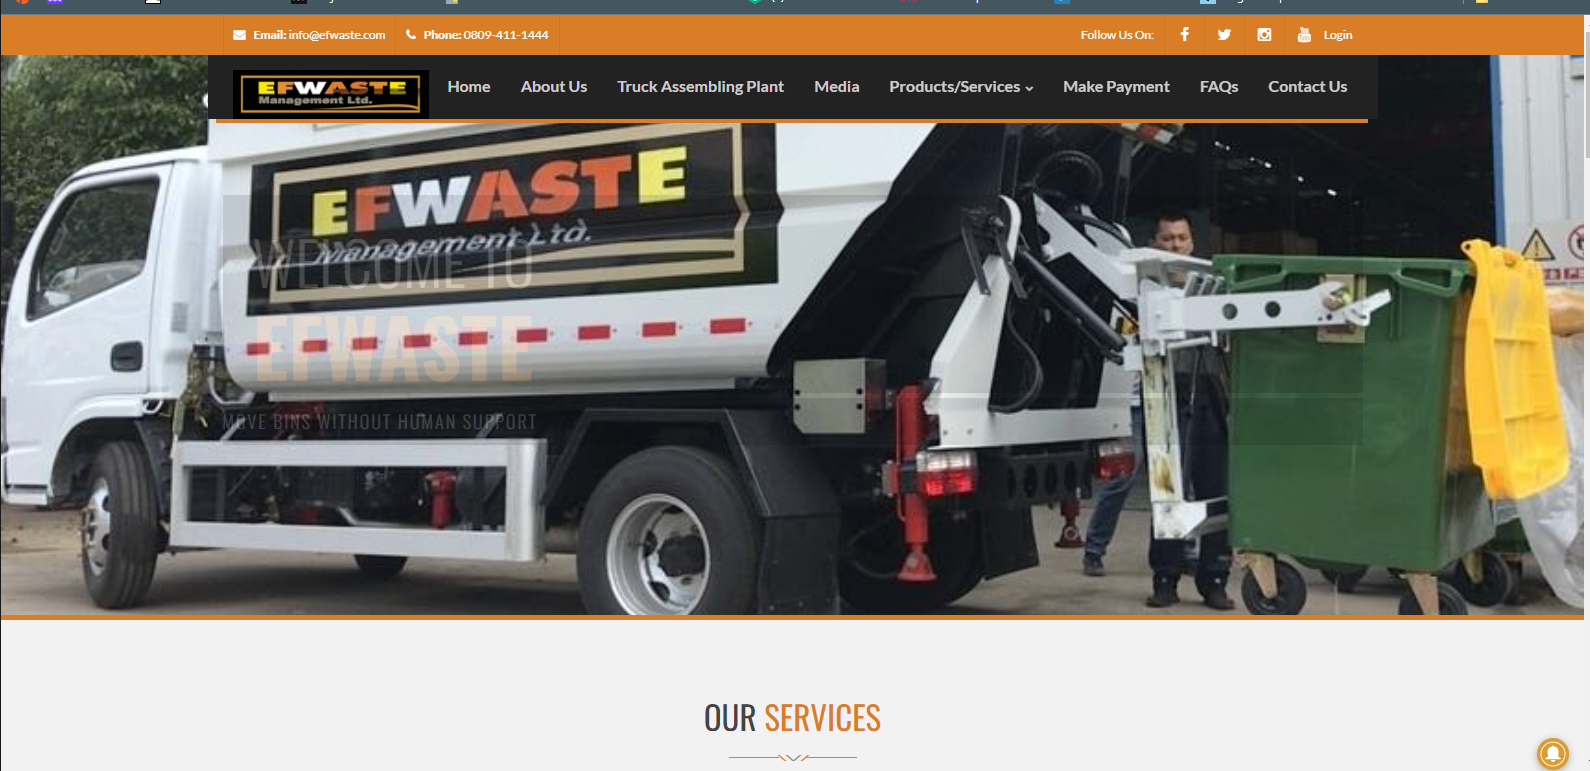 Email: info@efwaste.com Phone: 0809-411-1444 Follow Us On: Login
EFWASTE
Management Ltd.
Home About Us Truck Assembling Plant Media Products/Services Make Payment FAQs Contact Us
EFWASTE
Management Ltd.
WELCOME TO
EFWASTE
MOVE BINS WITHOUT HUMAN SUPPORT
OUR SERVICES